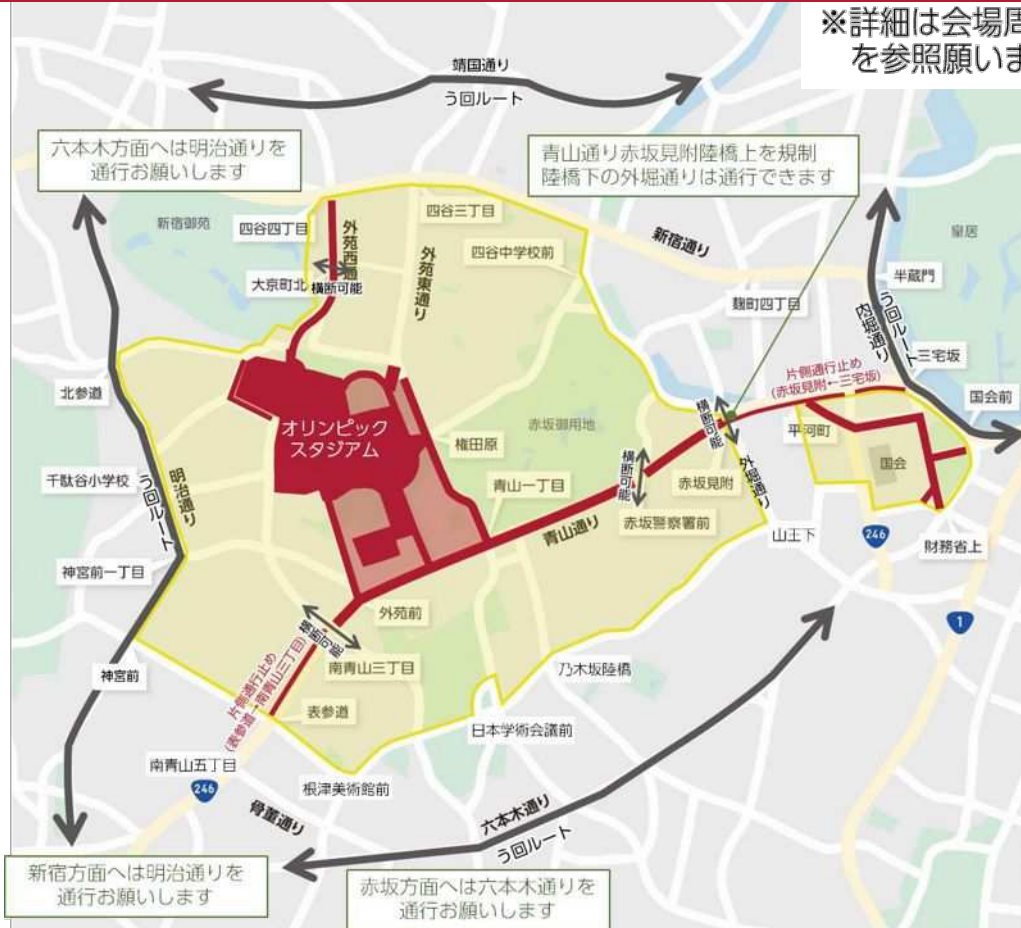 ※詳細は会場周
を参照願いま
靖国通り
う回ルート
六本木方面へは明治通りを
通行お願いします
青山通り赤坂見附陸橋上を規制
陸橋下の外堀通りは通行できます
新宿御苑
四谷四丁目
外苑西通
四谷三丁目
外苑東通り
四谷中学校前
新宿通り
皇居
大京町北
横断可能
麹町四丁目
半蔵門
内堀通り
う回ルート
三宅坂
片側通行止め
(赤坂見附←三宅坂)
国会前
北参道
オリンピック
スタジアム
権田原
赤坂御用地
横断可能
平河町
国会
千駄谷小学校
明治通り
う回ルート
青山一丁目
横断可能
赤坂見附
外堀通り
青山通り
赤坂警察署前
山王下
246
財務省上
神宮前一丁目
外苑前
1
横断可能
南青山三丁目
乃木坂陸橋
神宮前
片側通行止め
(表参道→南青山三丁目)
表参道
日本学術会議前
南青山五丁目
246
根津美術館前
骨董通り
六本木通り
う回ルート
新宿方面へは明治通りを
通行お願いします
赤坂方面へは六本木通りを
通行お願いします